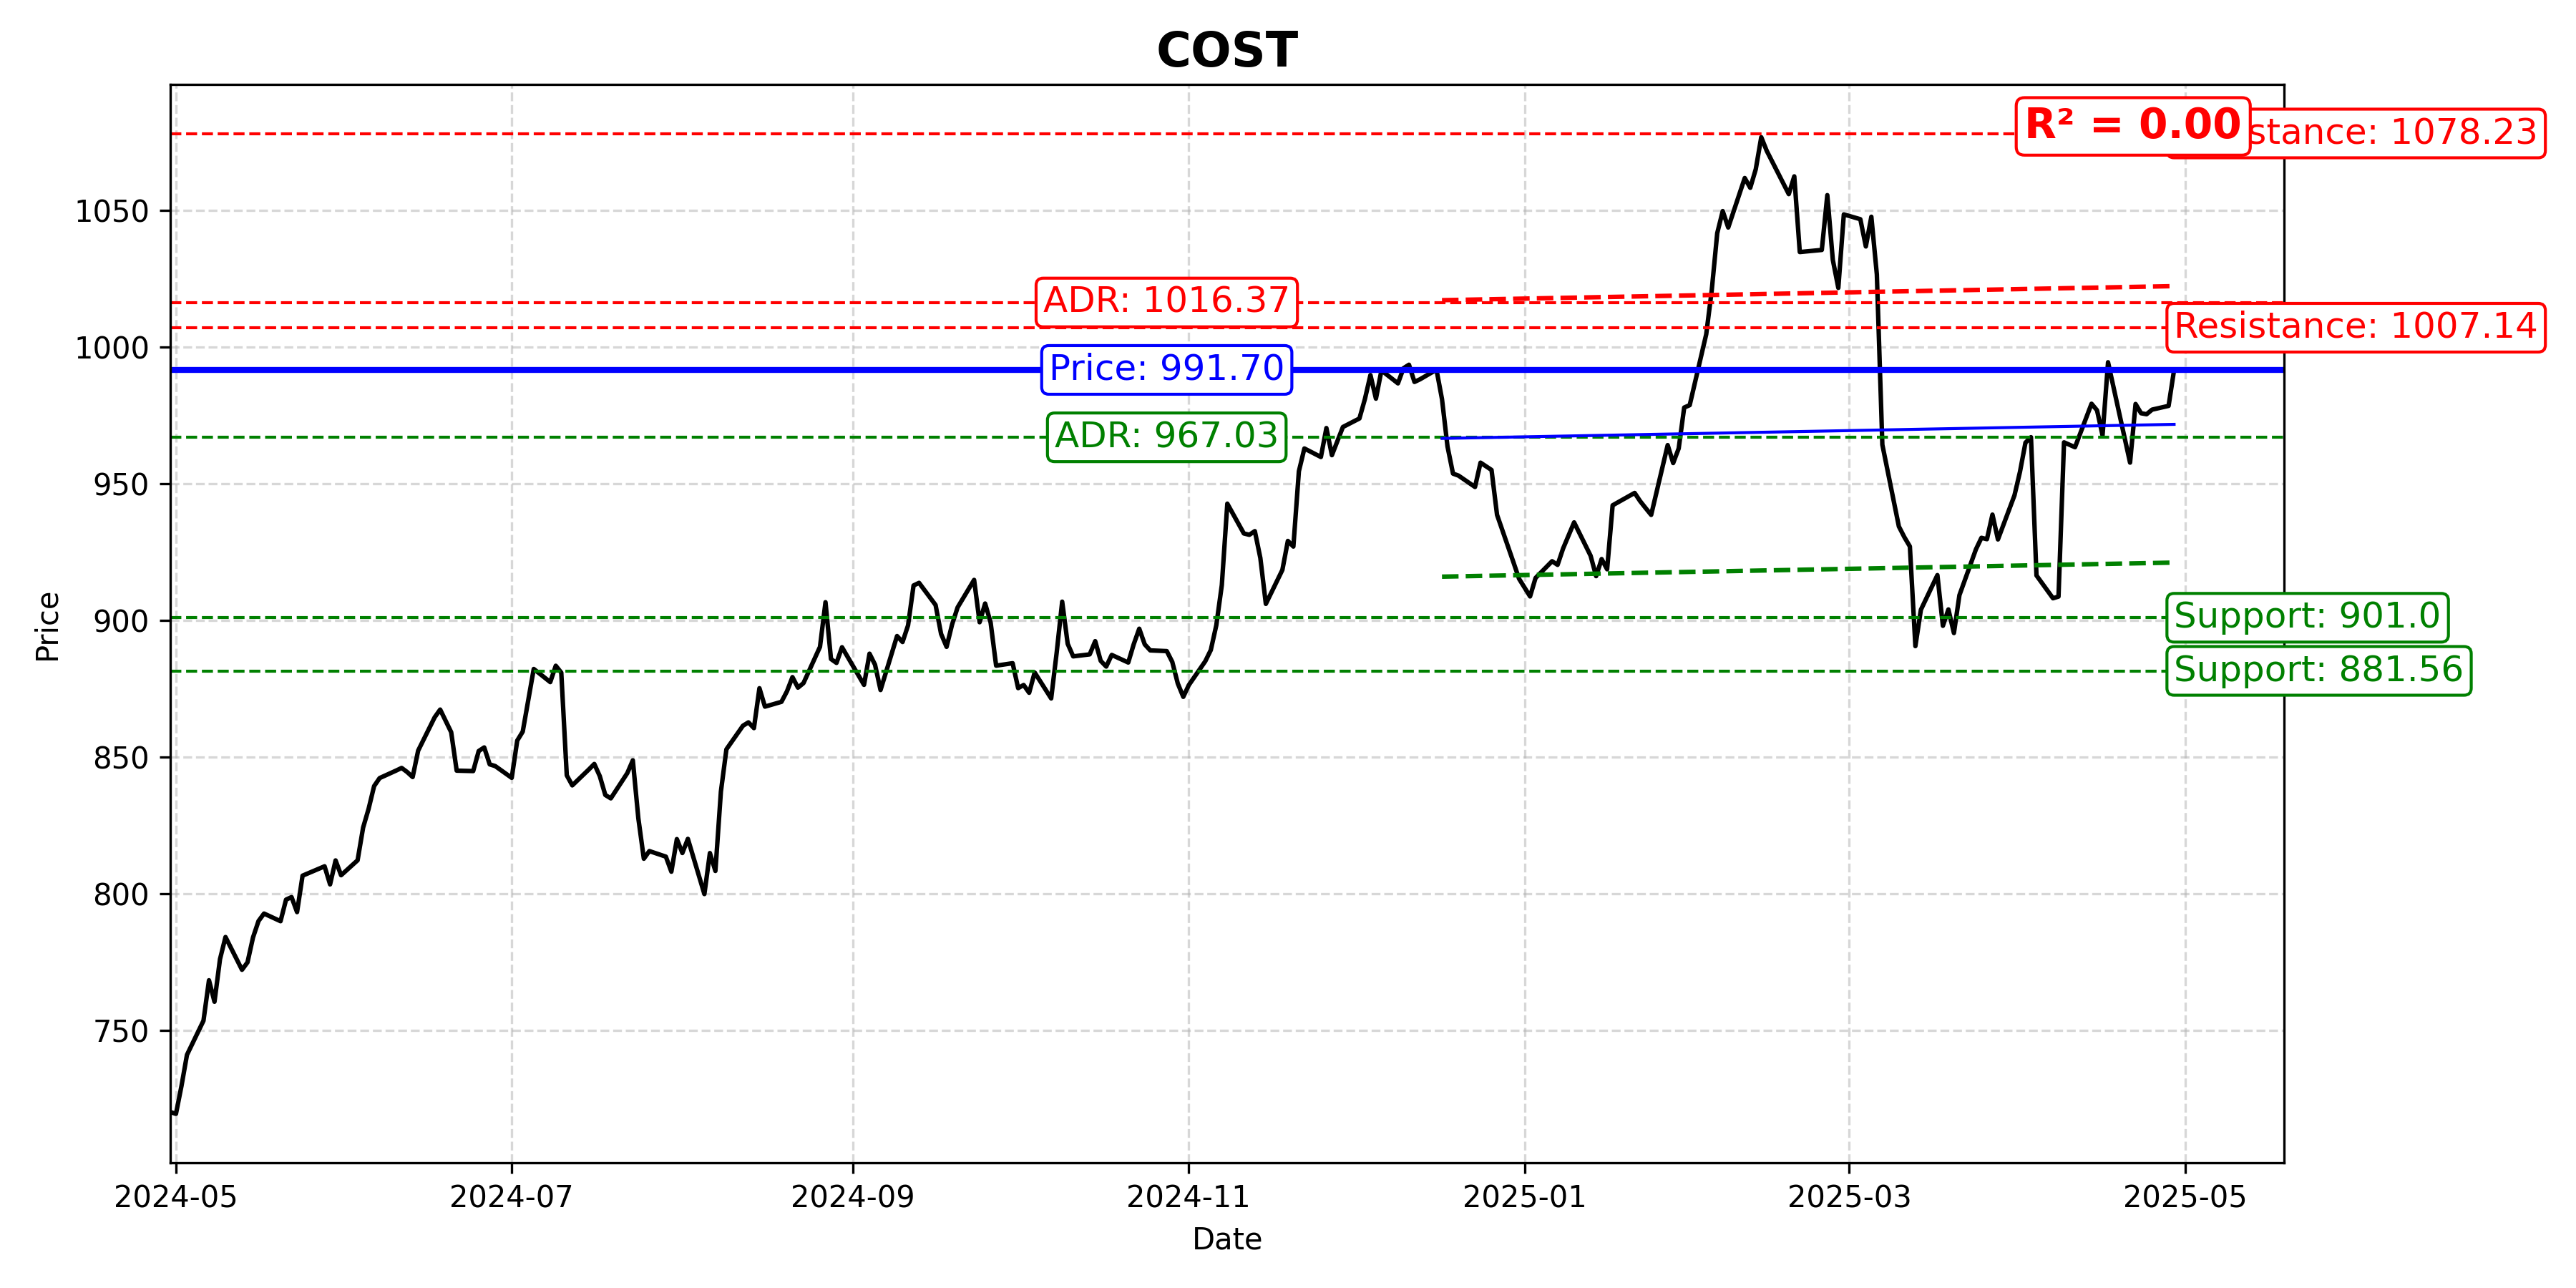 COST
R² = 0.00
stance: 1078.23
1050
ADR: 1016.37
Resistance: 1007.14
1000
Price: 991.70
ADR: 967.03
950
900
Support: 901.0
Support: 881.56
850
800
750
Price
2024-05 2024-07 2024-09 2024-11 2025-01 2025-03 2025-05
Date